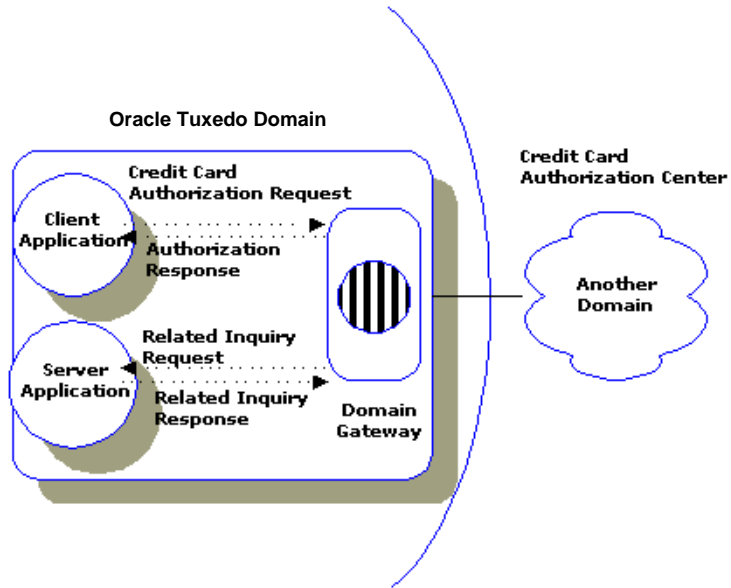 Oracle Tuxedo Domain
Credit Card
Authorization Request
Client
Application
Authorization
Response
Related Inquiry
Request
Server
Application
Related Inquiry
Response
Domain
Gateway
Credit Card
Authorization Center
Another
Domain